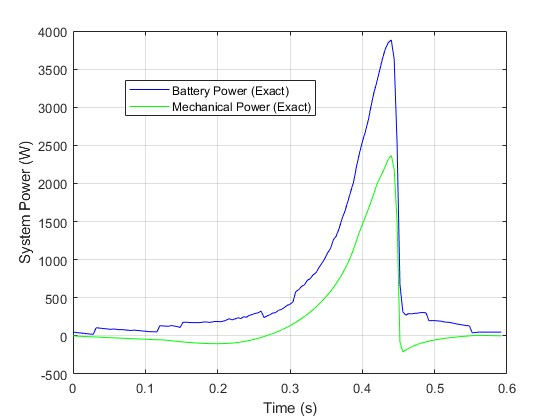 4000
3500
3000
2500
2000
1500
1000
500
0
-500
System Power (W)
Battery Power (Exact)
Mechanical Power (Exact)
0 0.1 0.2 0.3 0.4 0.5 0.6
Time (s)